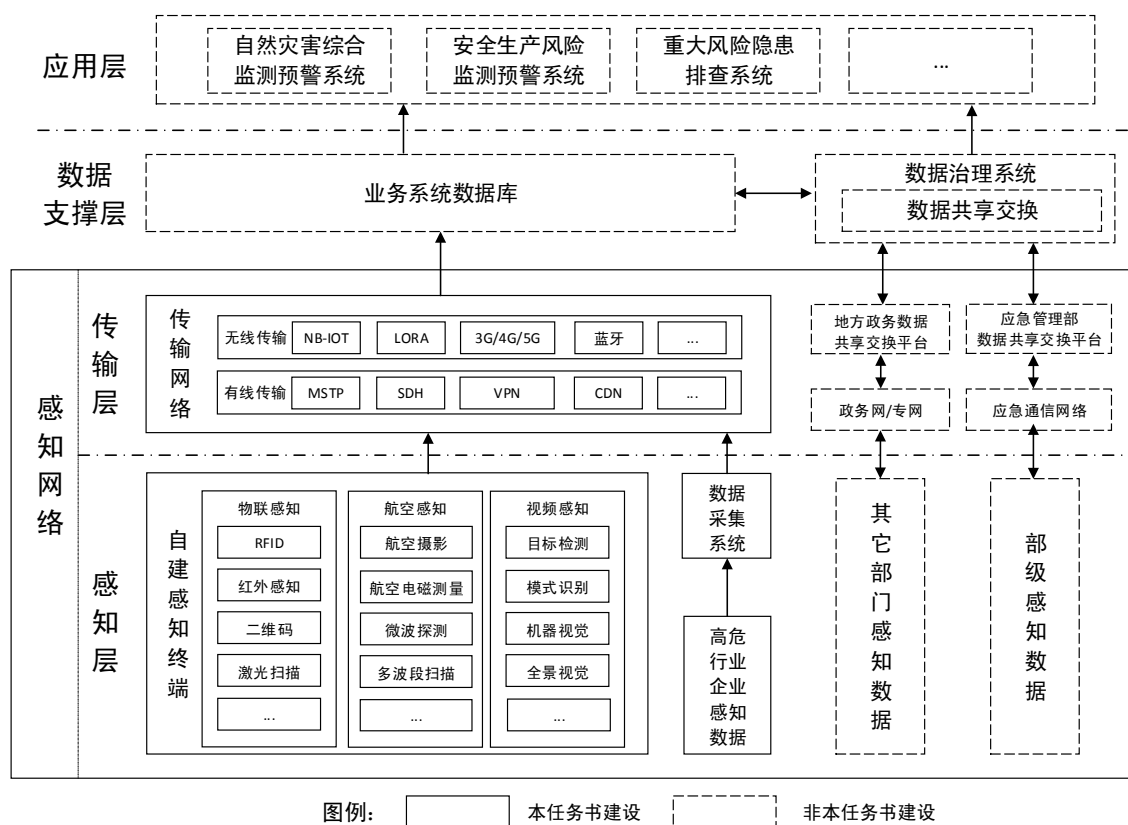 应用层
自然灾害综合
监测预警系统
安全生产风险
监测预警系统
重大风险隐患
排查系统
...
数据
支撑层
业务系统数据库
数据治理系统
数据共享交换
感知网络
传输层
传输网络
无线传输
NB-IOT
LORA
3G/4G/5G
蓝牙
...
有线传输
MSTP
SDH
VPN
CDN
...
地方政务数据
共享交换平台
应急管理部
数据共享交换平台
政务网/专网
应急通信网络
感知层
自建感知终端
物联感知
RFID
红外感知
二维码
激光扫描
...
航空感知
航空摄影
航空电磁测量
微波探测
多波段扫描
...
视频感知
目标检测
模式识别
机器视觉
全景视觉
...
数据
采集
系统
高危
行业
企业
感知
数据
其它部门感知数据
部级感知数据
图例：
本任务书建设
非本任务书建设